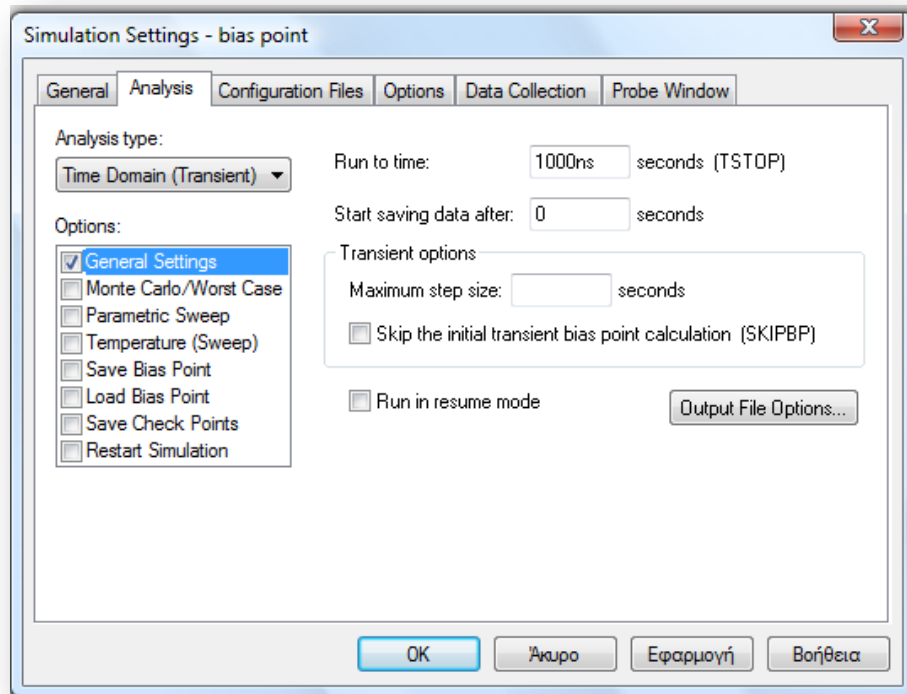 Simulation Settings - bias point
General Analysis Configuration Files Options Data Collection Probe Window
Analysis type:
Time Domain (Transient)
Run to time: 1000ns seconds (TSTOP)
Start saving data after: 0 seconds
Options:
General Settings
Monte Carlo/Worst Case
Parametric Sweep
Temperature (Sweep)
Save Bias Point
Load Bias Point
Save Check Points
Restart Simulation
Transient options
Maximum step size: seconds
Skip the initial transient bias point calculation (SKIPBP)
Run in resume mode
Output File Options...
OK Άκυρο Εφαρμογή Βοήθεια